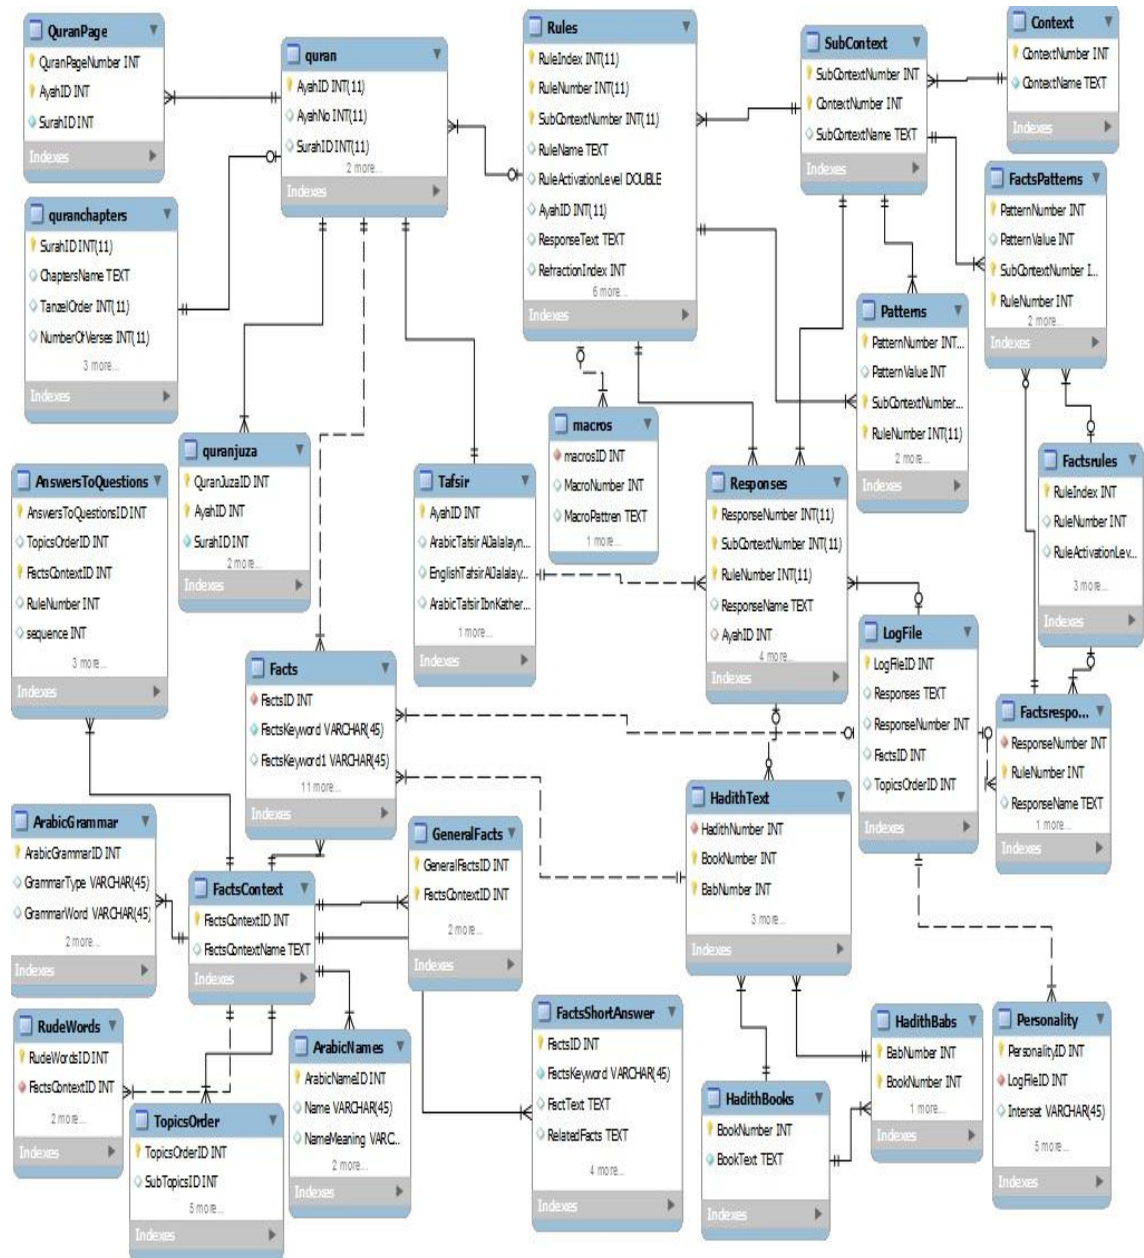 QuranPage
QuranPageNumber INT
AyahID INT
SurahID INT
Indexes
quran
AyahID INT(11)
AyahNo INT(11)
SurahID INT(11)
2 more...
Indexes
Rules
RuleIndex INT(11)
RuleNumber INT(11)
SubContextNumber INT(11)
RuleName TEXT
RuleActivationLevel DOUBLE
AyahID INT(11)
ResponseText TEXT
RefractionIndex INT
6 more...
Indexes
SubContext
SubContextNumber INT
ContextNumber INT
SubContextName TEXT
Indexes
Context
ContextNumber INT
ContextName TEXT
Indexes
quranchapters
SurahID INT(11)
ChaptersName TEXT
TanzelOrder INT(11)
NumberOfVerses INT(11)
3 more...
Indexes
FactsPatterns
PatternNumber INT
PatternValue INT
SubContextNumber I...
RuleNumber INT
2 more...
Indexes
Patterns
PatternNumber INT...
PatternValue INT
SubContextNumber...
RuleNumber INT(11)
2 more...
Indexes
macros
macrosID INT
MacroNumber INT
MacroPattren TEXT
1 more...
Indexes
quranjuza
QuranJuzaID INT
AyahID INT
SurahID INT
2 more...
Indexes
AnswersToQuestions
AnswersToQuestionsID INT
TopicsOrderID INT
FactsContextID INT
RuleNumber INT
sequence INT
3 more...
Indexes
Tafsir
AyahID INT
ArabicTafsir AlJalalayn...
EnglishTafsirAlJalalay...
ArabicTafsirIbnKather...
1 more...
Indexes
Responses
ResponseNumber INT(11)
SubContextNumber INT(11)
RuleNumber INT(11)
ResponseName TEXT
AyahID INT
4 more...
Indexes
Factsrules
RuleIndex INT
RuleNumber INT
RuleActivationLev...
3 more...
Indexes
LogFile
LogFileID INT
Responses TEXT
ResponseNumber INT
FactsID INT
TopicsOrderID INT
Indexes
Facts
FactsID INT
FactsKeyword VARCHAR(45)
FactsKeyword1 VARCHAR(45)
11 more...
Indexes
Factsrespo...
ResponseNumber INT
RuleNumber INT
ResponseName TEXT
1 more...
Indexes
HadithText
HadithNumber INT
BookNumber INT
BabNumber INT
3 more...
Indexes
ArabicGrammar
ArabicGrammarID INT
GrammarType VARCHAR(45)
GrammarWord VARCHAR(45)
2 more...
Indexes
GeneralFacts
GeneralFactsID INT
FactsContextID INT
2 more...
Indexes
FactsContext
FactsContextID INT
FactsContextName TEXT
Indexes
RudeWords
RudeWordsID INT
FactsContextID INT
2 more...
Indexes
TopicsOrder
TopicsOrderID INT
SubTopicsID INT
5 more...
Indexes
ArabicNames
ArabicNameID INT
Name VARCHAR(45)
NameMeaning VARC...
2 more...
Indexes
FactsShortAnswer
FactsID INT
FactsKeyword VARCHAR(45)
FactText TEXT
RelatedFacts TEXT
4 more...
Indexes
HadithBooks
BookNumber INT
BookText TEXT
Indexes
HadithBabs
BabNumber INT
BookNumber INT
1 more...
Indexes
Personality
PersonalityID INT
LogFileID INT
Interset VARCHAR(45)
5 more...
Indexes